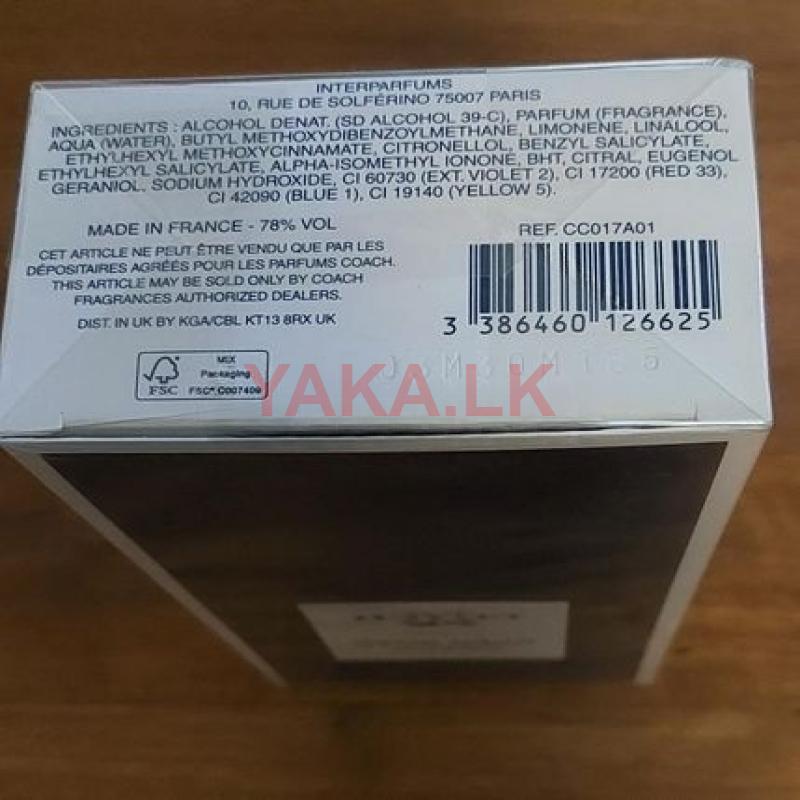 INTERPARFUMS
10, RUE DE SOLFÉRINO 75007 PARIS
INGREDIENTS : ALCOHOL DENAT. (SD ALCOHOL 39-C), PARFUM (FRAGRANCE),
AQUA (WATER), BUTYL METHOXYDIBENZOYLMETHANE, LIMONENE, LINALOOL,
ETHYLHEXYL METHOXYCINNAMATE, CITRONELLOL, BENZYL SALICYLATE,
ETHYLHEXYL SALICYLATE, ALPHA-ISOMETHYL IONONE, BHT, CITRAL, EUGENOL
GERANIOL, SODIUM HYDROXIDE, CI 60730 (EXT. VIOLET 2), CI 17200 (RED 33),
CI 42090 (BLUE 1), CI 19140 (YELLOW 5).
MADE IN FRANCE - 78% VOL
CET ARTICLE NE PEUT ÊTRE VENDU QUE PAR LES
DÉPOSITAIRES AGRÉÉS POUR LES PARFUMS COACH.
THIS ARTICLE MAY BE SOLD ONLY BY COACH
FRAGRANCES AUTHORIZED DEALERS.
DIST. IN UK BY KGA/CBL KT13 8RX UK
REF. CC017A01
3 386460 126625
FSC
MIX
Packaging
FSC® C007409
YAKA.LK